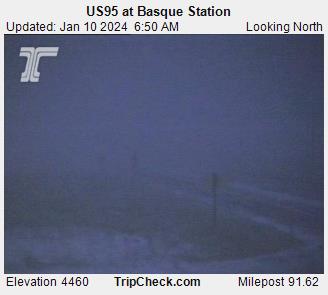 US95 at Basque Station
Updated: Jan 10 2024 6:50 AM Looking North
Elevation 4460 TripCheck.com Milepost 91.62